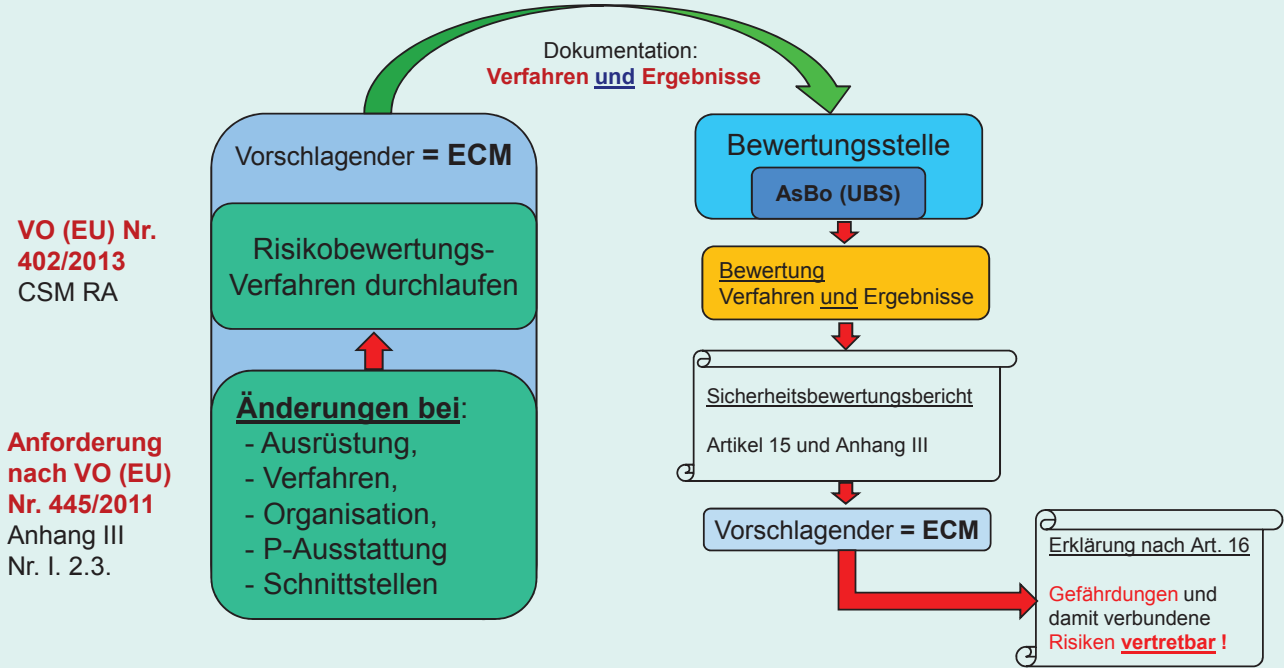 Dokumentation:
Verfahren und Ergebnisse
Vorschlagender = ECM
Risikobewertungs-
Verfahren durchlaufen
VO (EU) Nr.
402/2013
CSM RA
Änderungen bei:
- Ausrüstung,
- Verfahren,
- Organisation,
- P-Ausstattung
- Schnittstellen
Anforderung
nach VO (EU)
Nr. 445/2011
Anhang III
Nr. I. 2.3.
Bewertungsstelle
AsBo (UBS)
Bewertung
Verfahren und Ergebnisse
Sicherheitsbewertungsbericht
Artikel 15 und Anhang III
Vorschlagender = ECM
Erklärung nach Art. 16
Gefährdungen und
damit verbundene
Risiken vertretbar !